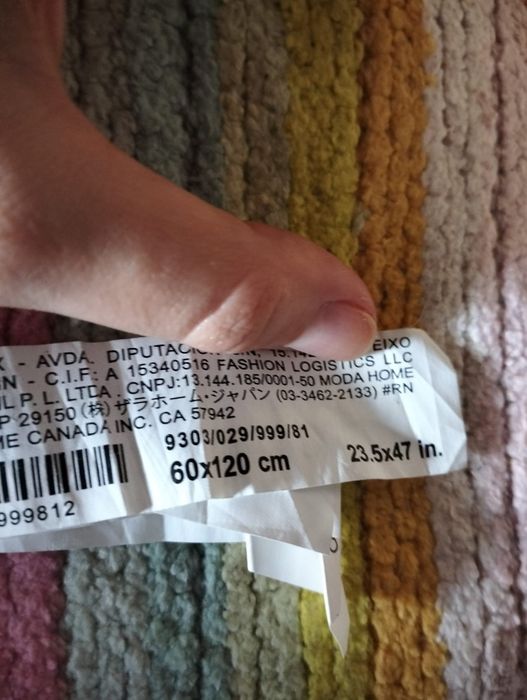 - AVDA. DIPUTACIÓN EIXO
- C.I.F: A 15340516 FASHION LOGISTICS LLC
P. L. LTDA. CNPJ:13.144.185/0001-50 MODA HOME
29150 (株) ザラホーム・ジャパン (03-3462-2133) #RN
CANADA INC. CA 57942
9303/029/999/81
60x120 cm
23.5x47 in.
999812